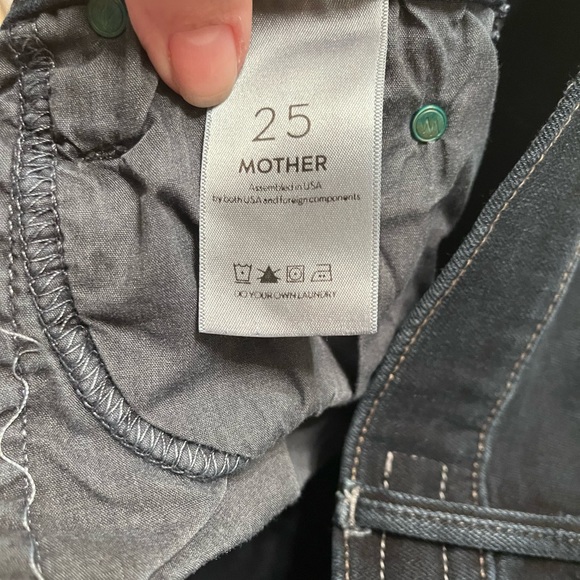 25
MOTHER
Assembled in USA
by both USA and foreign components
DO YOUR OWN LAUNDRY